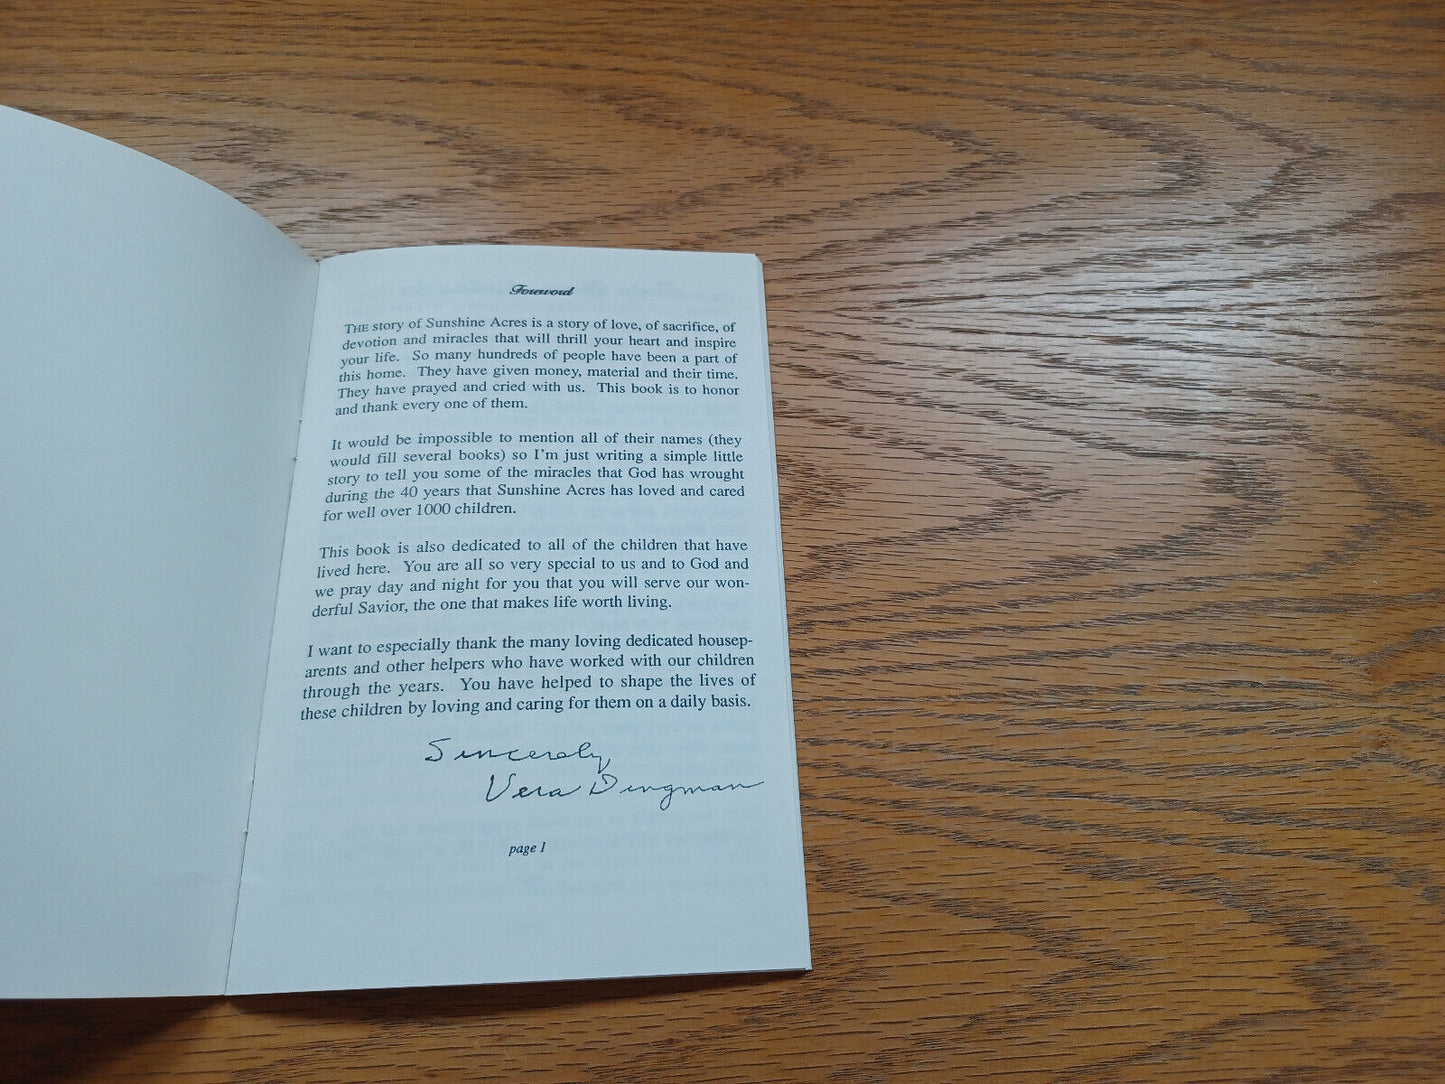 Foreword
THE story of Sunshine Acres is a story of love, of sacrifice, of
devotion and miracles that will thrill your heart and inspire
your life. So many hundreds of people have been a part of
this home. They have given money, material and their time.
They have prayed and cried with us. This book is to honor
and thank every one of them.
It would be impossible to mention all of their names (they
would fill several books) so I'm just writing a simple little
story to tell you some of the miracles that God has wrought
during the 40 years that Sunshine Acres has loved and cared
for well over 1000 children.
This book is also dedicated to all of the children that have
lived here. You are all so very special to us and to God and
we pray day and night for you that you will serve our won-
derful Savior, the one that makes life worth living.
I want to especially thank the many loving dedicated housep-
arents and other helpers who have worked with our children
through the years. You have helped to shape the lives of
these children by loving and caring for them on a daily basis.
Sincerely
Vera Dingman
page I